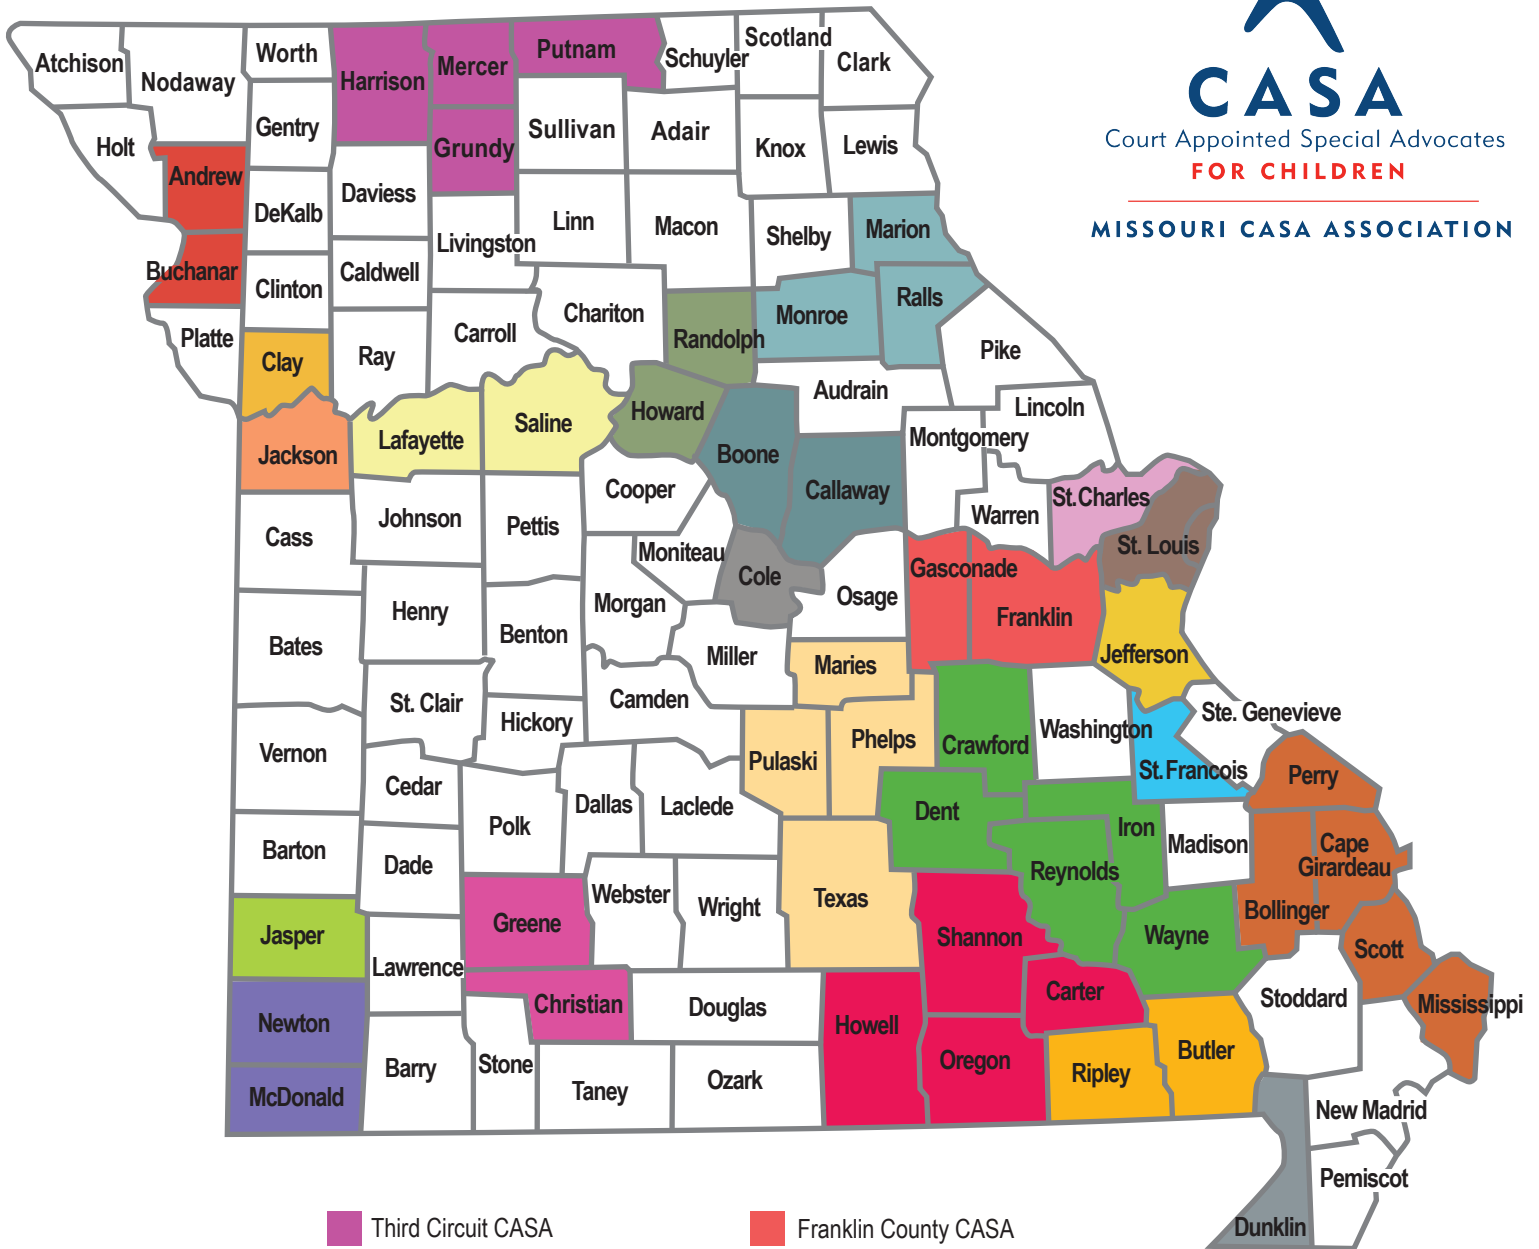 CASA
Court Appointed Special Advocates
FOR CHILDREN
MISSOURI CASA ASSOCIATION
Atchison
Nodaway
Worth
Harrison
Mercer
Putnam
Schuyler
Scotland
Clark
Holt
Gentry
Grundy
Sullivan
Adair
Knox
Lewis
Andrew
DeKalb
Daviess
Livingston
Linn
Macon
Shelby
Marion
Buchanar
Clinton
Caldwell
Chariton
Randolph
Monroe
Ralls
Platte
Clay
Ray
Carroll
Pike
Audrain
Lincoln
Jackson
Lafayette
Saline
Howard
Boone
Montgomery
Callaway
Cooper
Warren
St. Charles
St. Louis
Cass
Johnson
Pettis
Moniteau
Cole
Osage
Gasconade
Franklin
Jefferson
Bates
Henry
Benton
Morgan
Miller
Maries
Camden
St. Clair
Hickory
Vernon
Pulaski
Phelps
Crawford
Washington
Ste. Genevieve
St. Francois
Perry
Cedar
Polk
Dallas
Laclede
Dent
Iron
Madison
Cape
Girardeau
Barton
Dade
Reynolds
Webster
Wright
Texas
Bollinger
Jasper
Greene
Shannon
Wayne
Scott
Lawrence
Newton
Christian
Douglas
Howell
Carter
Stoddard
Mississippi
McDonald
Barry
Stone
Taney
Ozark
Oregon
Ripley
Butler
New Madrid
Pemiscot
Dunklin
Third Circuit CASA
Franklin County CASA